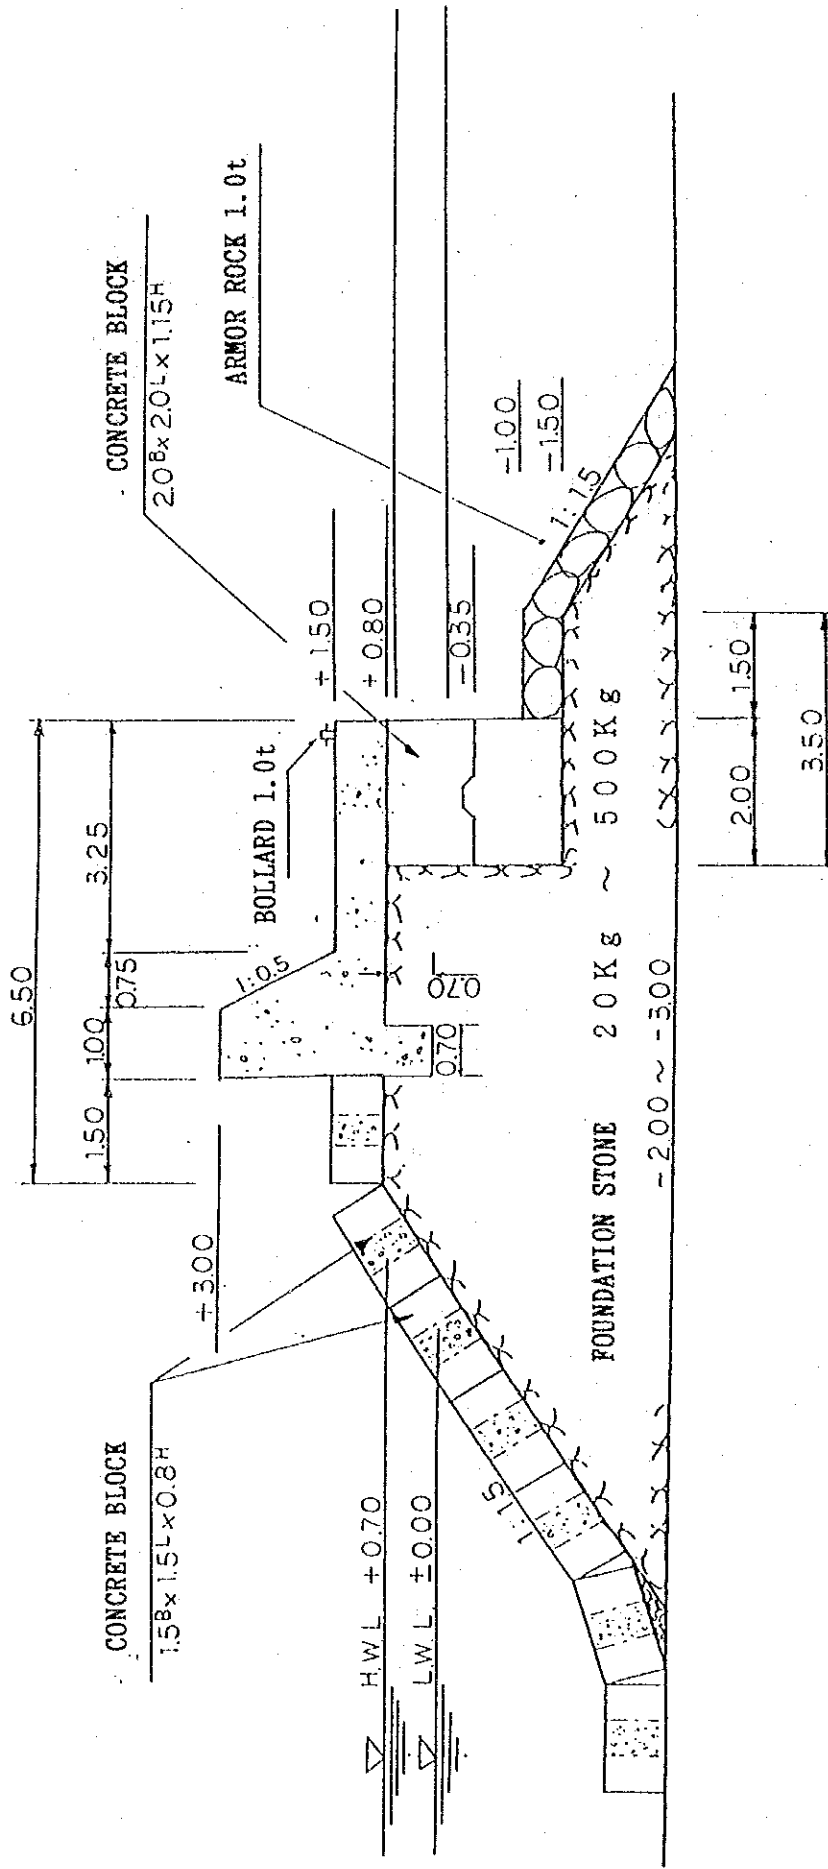 6.50
1.50
1.00
0.75
3.25
CONCRETE BLOCK
1.5B x 1.5L x 0.8H
+3.00
1:0.5
BOLLARD 1.0t
CONCRETE BLOCK
2.0B x 2.0L x 1.15H
ARMOR ROCK 1.0t
H.W.L. +0.70
L.W.L. ±0.00
+1.50
+0.80
-0.35
-1.00
-1.50
0.70
0.70
1:1.5
1:1.5
FOUNDATION STONE 20Kg ~ 500Kg
-2.00 ~ -3.00
2.00
1.50
3.50